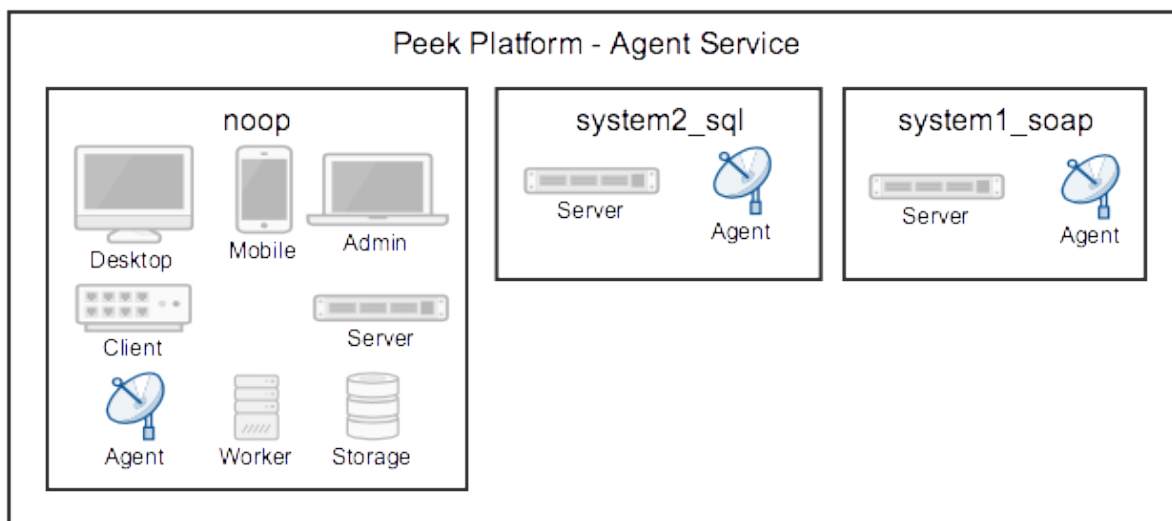 Peek Platform - Agent Service
noop
Desktop
Mobile
Admin
Client
Server
Agent
Worker
Storage
system2_sql
Server
Agent
system1_soap
Server
Agent